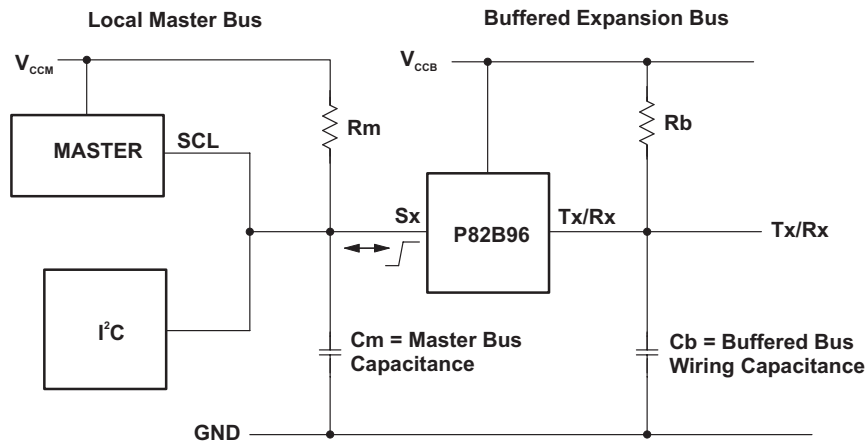 Local Master Bus
Buffered Expansion Bus
VCCM
VCCB
MASTER
SCL
Rm
Rb
Sx
P82B96
Tx/Rx
Tx/Rx
I²C
Cm = Master Bus
Capacitance
Cb = Buffered Bus
Wiring Capacitance
GND